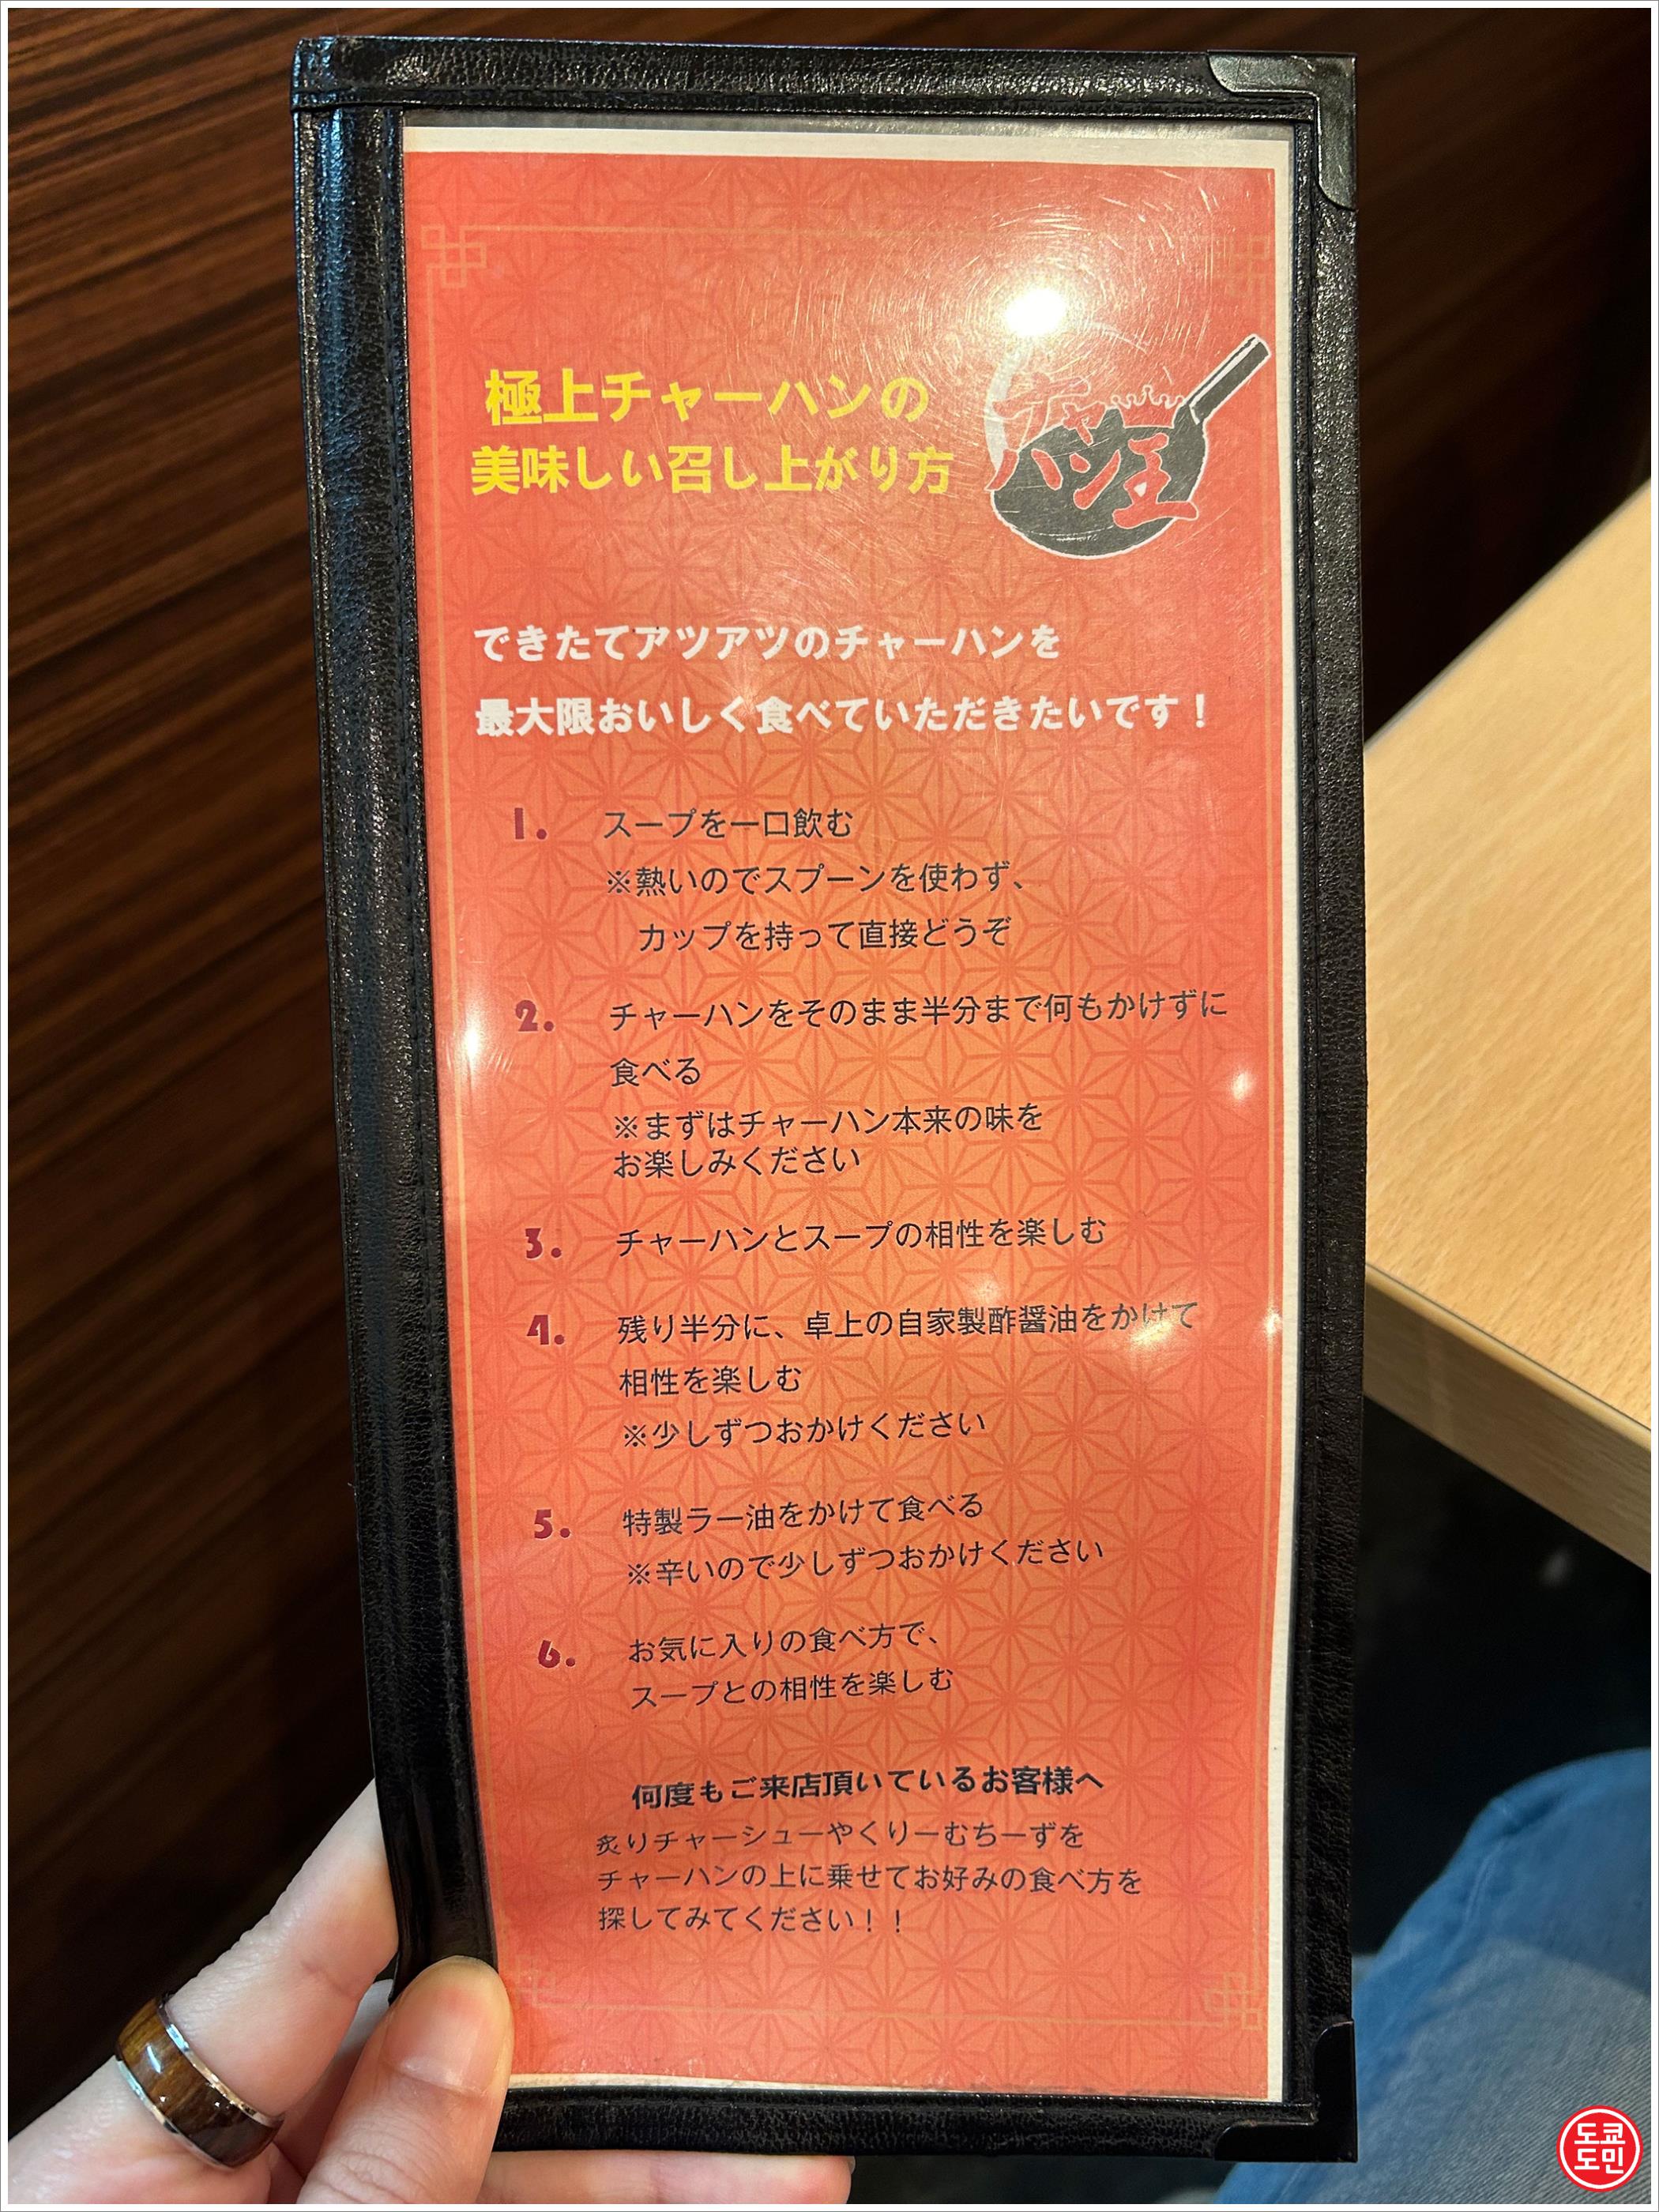 極上チャーハンの
美味しい召し上がり方
チャー
ハン王
できたてアツアツのチャーハンを
最大限おいしく食べていただきたいです！
1. スープを一口飲む
※熱いのでスプーンを使わず、
カップを持って直接どうぞ
2. チャーハンをそのまま半分まで何もかけずに
食べる
※まずはチャーハン本来の味を
お楽しみください
3. チャーハンとスープの相性を楽しむ
4. 残り半分に、卓上の自家製酢醤油をかけて
相性を楽しむ
※少しずつおかけください
5. 特製ラー油をかけて食べる
※辛いので少しずつおかけください
6. お気に入りの食べ方で、
スープとの相性を楽しむ
何度もご来店頂いているお客様へ
炙りチャーシューやくりーむちーずを
チャーハンの上に乗せてお好みの食べ方を
探してみてください！！
도쿄
도민